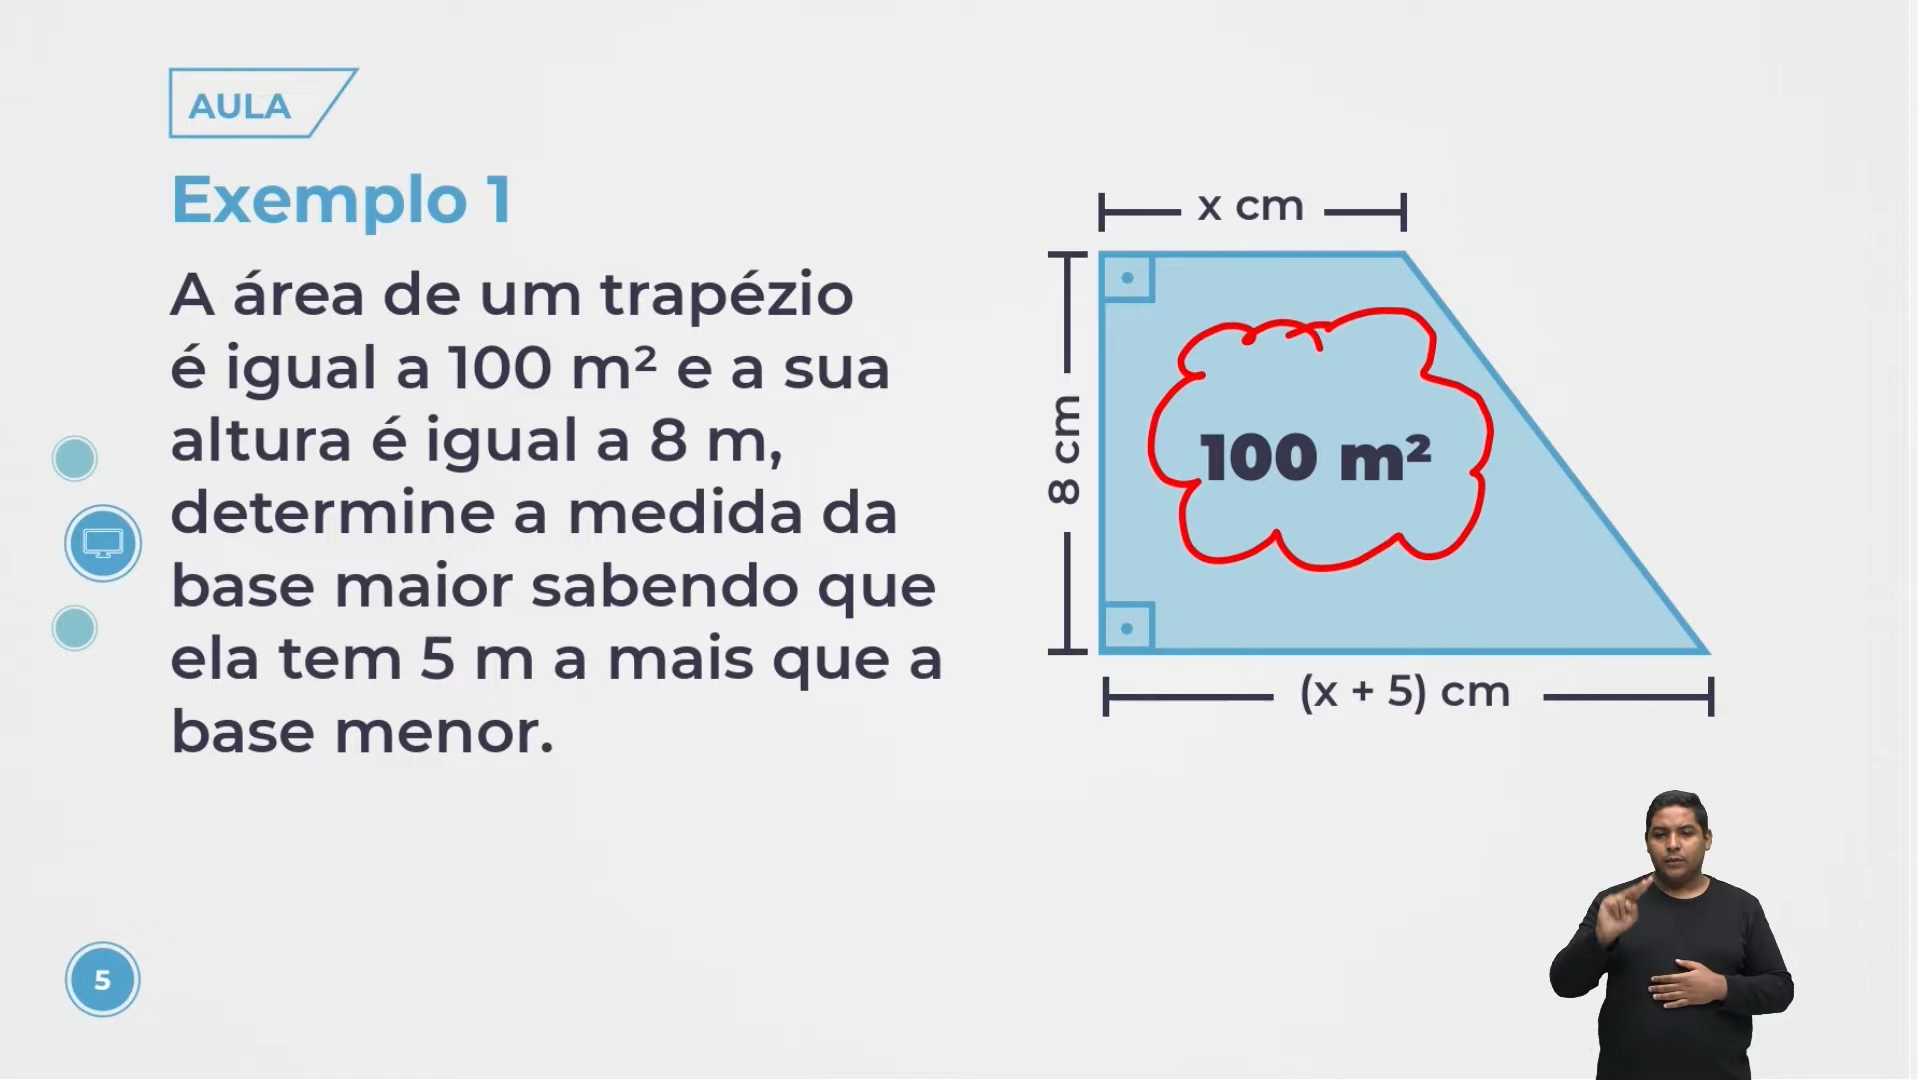 AULA
Exemplo 1
A área de um trapézio
é igual a 100 m² e a sua
altura é igual a 8 m,
determine a medida da
base maior sabendo que
ela tem 5 m a mais que a
base menor.
x cm
8 cm
100 m²
(x + 5) cm
5